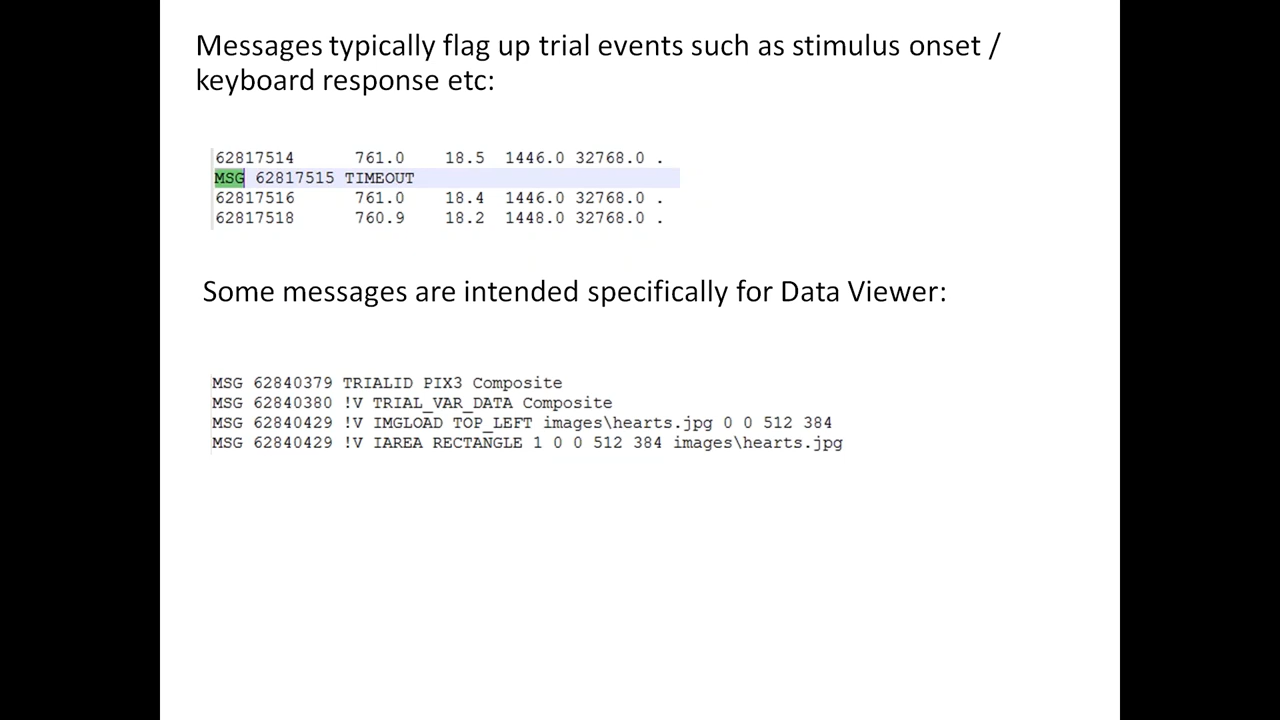 Messages typically flag up trial events such as stimulus onset /
keyboard response etc:
62817514 761.0 18.5 1446.0 32768.0 .
MSG 62817515 TIMEOUT
62817516 761.0 18.4 1446.0 32768.0 .
62817518 760.9 18.2 1448.0 32768.0 .
Some messages are intended specifically for Data Viewer:
MSG 62840379 TRIALID PIX3 Composite
MSG 62840380 !V TRIAL_VAR_DATA Composite
MSG 62840429 !V IMGLOAD TOP_LEFT images\hearts.jpg 0 0 512 384
MSG 62840429 !V IAREA RECTANGLE 1 0 0 512 384 images\hearts.jpg